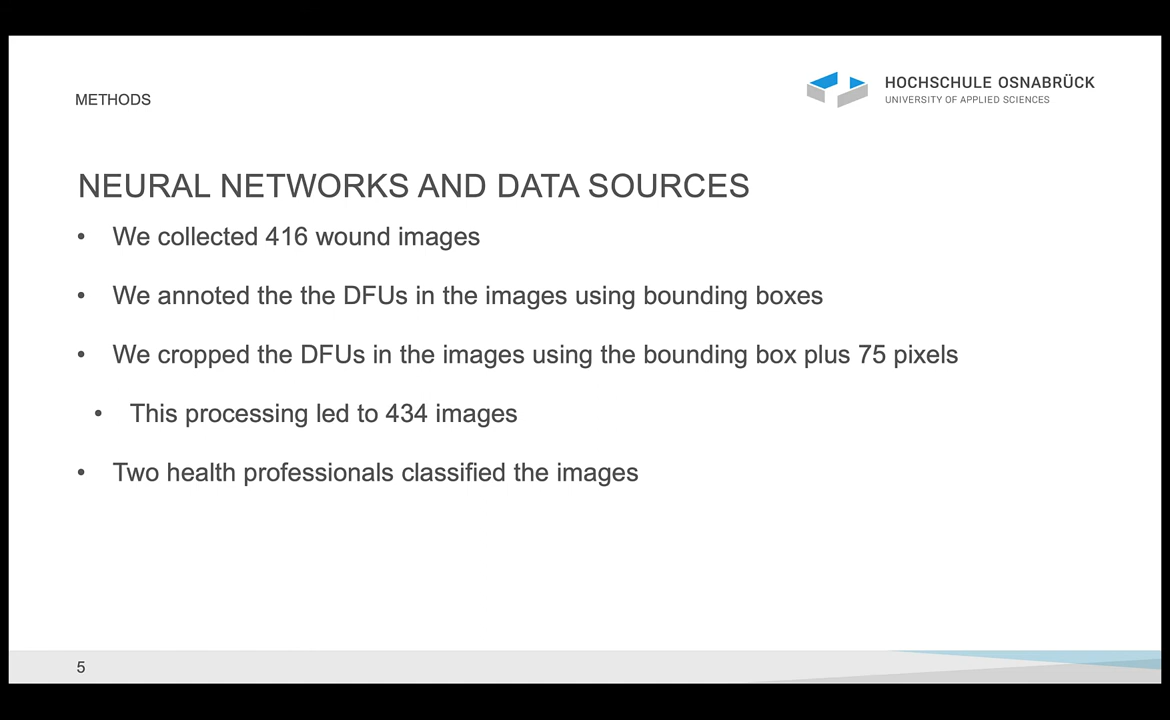 METHODS
HOCHSCHULE OSNABRÜCK
UNIVERSITY OF APPLIED SCIENCES
NEURAL NETWORKS AND DATA SOURCES
• We collected 416 wound images
• We annoted the the DFUs in the images using bounding boxes
• We cropped the DFUs in the images using the bounding box plus 75 pixels
• This processing led to 434 images
• Two health professionals classified the images
5